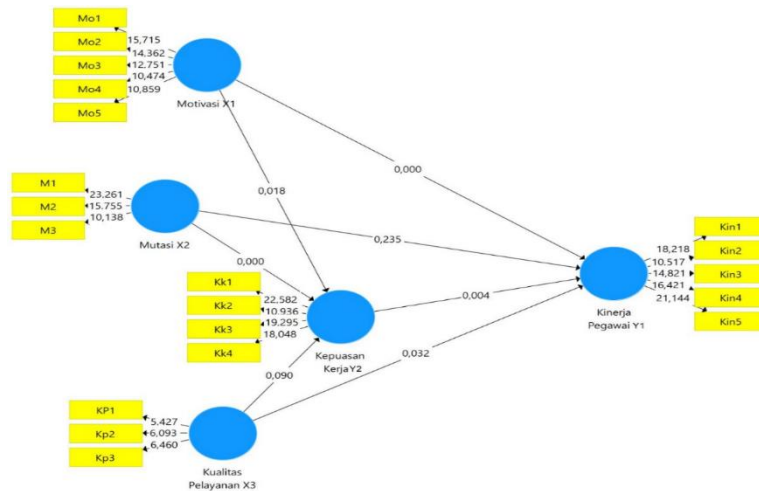 Mo1
Mo2
Mo3
Mo4
Mo5
15,715
14,362
12,751
10,474
10,859
Motivasi X1
0,000
0,018
M1
M2
M3
23,261
15,755
10,138
Mutasi X2
0,235
0,000
Kk1
Kk2
Kk3
Kk4
22,582
10,936
19,295
18,048
Kepuasan
KerjaY2
0,004
Kin1
Kin2
Kin3
Kin4
Kin5
18,218
10,517
14,821
16,421
21,144
Kinerja
Pegawai Y1
0,032
0,090
KP1
Kp2
Kp3
5,427
6,093
6,460
Kualitas
Pelayanan X3